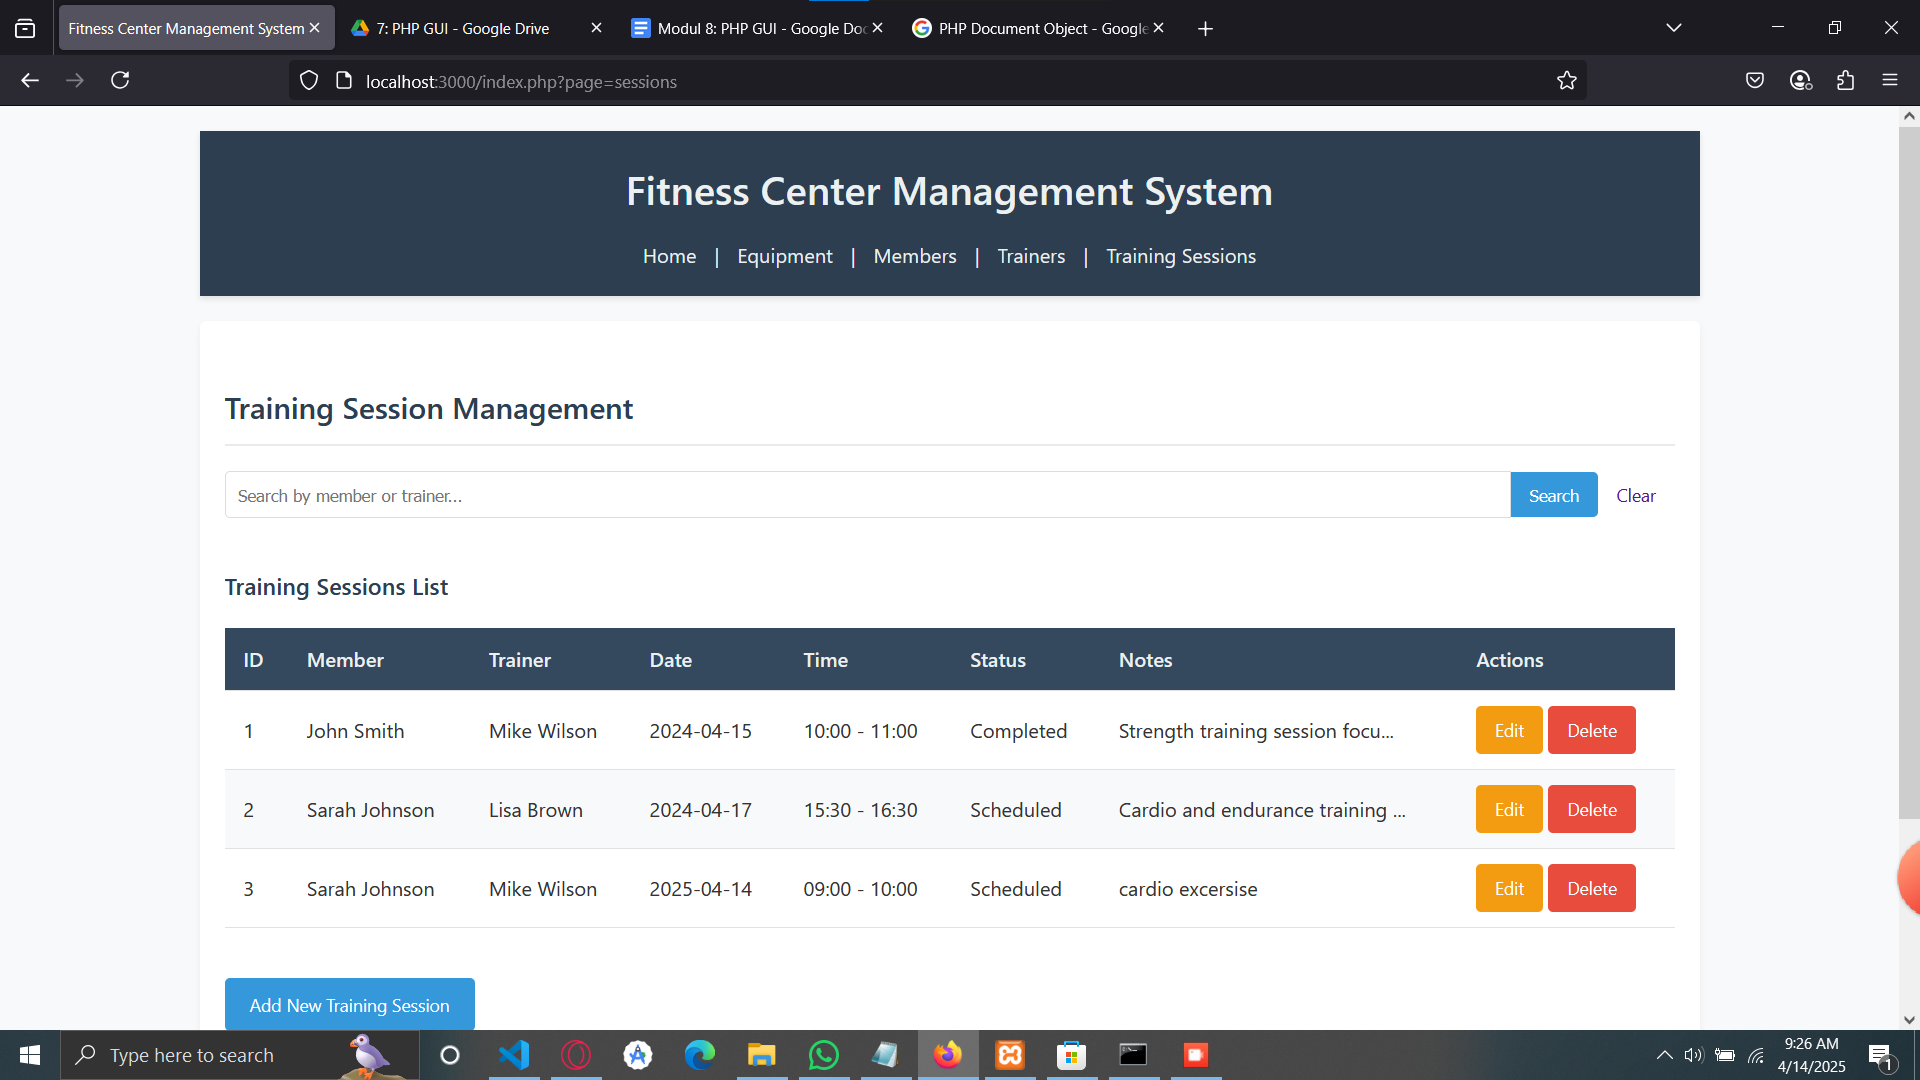 Fitness Center Management System
7: PHP GUI - Google Drive
Modul 8: PHP GUI - Google Doc
PHP Document Object - Google
localhost:3000/index.php?page=sessions
Fitness Center Management System
Home | Equipment | Members | Trainers | Training Sessions
Training Session Management
Search by member or trainer...
Search
Clear
Training Sessions List
ID Member Trainer Date Time Status Notes Actions
1 John Smith Mike Wilson 2024-04-15 10:00 - 11:00 Completed Strength training session focu... Edit Delete
2 Sarah Johnson Lisa Brown 2024-04-17 15:30 - 16:30 Scheduled Cardio and endurance training ... Edit Delete
3 Sarah Johnson Mike Wilson 2025-04-14 09:00 - 10:00 Scheduled cardio excersise Edit Delete
Add New Training Session
Type here to search
9:26 AM
4/14/2025
1